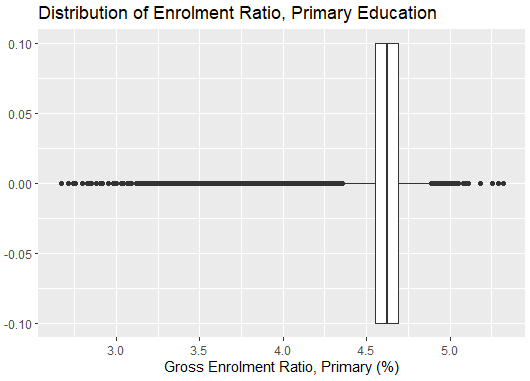 Distribution of Enrolment Ratio, Primary Education
0.10
0.05
0.00
-0.05
-0.10
3.0 3.5 4.0 4.5 5.0
Gross Enrolment Ratio, Primary (%)